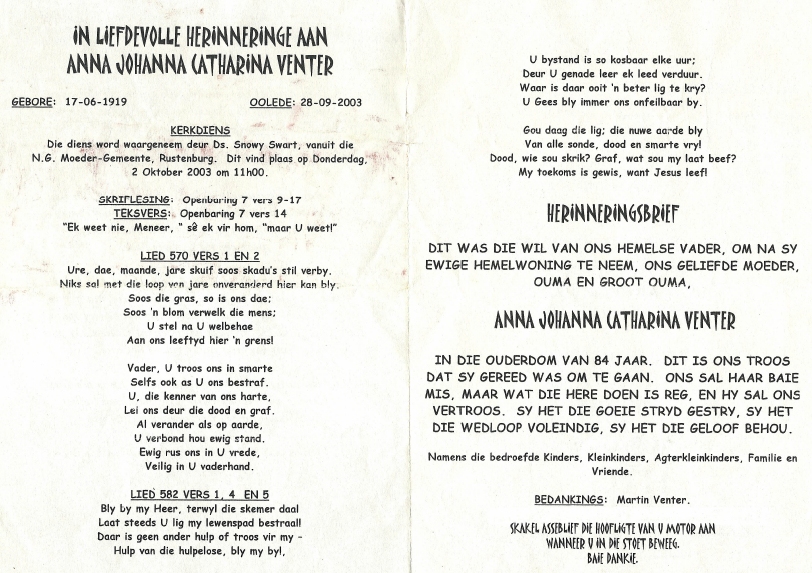 IN LIEFDEVOLLE HERINNERINGE AAN
ANNA JOHANNA CATHARINA VENTER
GEBORE: 17-06-1919 OOLEDE: 28-09-2003
KERKDIENS
Die diens word waargeneem deur Ds. Snowy Swart, vanuit die
N.G. Moeder-Gemeente, Rustenburg. Dit vind plaas op Donderdag,
2 Oktober 2003 om 11h00.
SKRIFLESING: Openbaring 7 vers 9-17
TEKSVERS: Openbaring 7 vers 14
"Ek weet nie, Meneer, " sê ek vir hom, "maar U weet!"
LIED 570 VERS 1 EN 2
Ure, dae, maande, jare skuif soos skadu's stil verby.
Niks sal met die loop van jare onveranderd hier kan bly.
Soos die gras, so is ons dae;
Soos 'n blom verwelk die mens;
U stel na U welbehae
Aan ons leeftyd hier 'n grens!
Vader, U troos ons in smarte
Selfs ook as U ons bestraf.
U, die kenner van ons harte,
Lei ons deur die dood en graf.
Al verander als op aarde,
U verbond hou ewig stand.
Ewig rus ons in U vrede,
Veilig in U vaderhand.
LIED 582 VERS 1, 4 EN 5
Bly by my Heer, terwyl die skemer daal
Laat steeds U lig my lewenspad bestraal!
Daar is geen ander hulp of troos vir my -
Hulp van die hulpelose, bly my by!,
U bystand is so kosbaar elke uur;
Deur U genade leer ek leed verduur.
Waar is daar ooit 'n beter lig te kry?
U Gees bly immer ons onfeilbaar by.
Gou daag die lig; die nuwe aarde bly
Van alle sonde, dood en smarte vry!
Dood, wie sou skrik? Graf, wat sou my laat beef?
My toekoms is gewis, want Jesus leef!
HERINNERINGSBRIEF
DIT WAS DIE WIL VAN ONS HEMELSE VADER, OM NA SY
EWIGE HEMELWONING TE NEEM, ONS GELIEFDE MOEDER,
OUMA EN GROOT OUMA,
ANNA JOHANNA CATHARINA VENTER
IN DIE OUDERDOM VAN 84 JAAR. DIT IS ONS TROOS
DAT SY GEREED WAS OM TE GAAN. ONS SAL HAAR BAIE
MIS, MAAR WAT DIE HERE DOEN IS REG, EN HY SAL ONS
VERTROOS. SY HET DIE GOEIE STRYD GESTRY, SY HET
DIE WEDLOOP VOLEINDIG, SY HET DIE GELOOF BEHOU.
Namens die bedroefde Kinders, Kleinkinders, Agterkleinkinders, Familie en
Vriende.
BEDANKINGS: Martin Venter.
SKAKEL ASSEBLIEF DIE HOOFLIGTE VAN U MOTOR AAN
WANNEER U IN DIE STOET BEWEEG.
BAIE DANKIE.